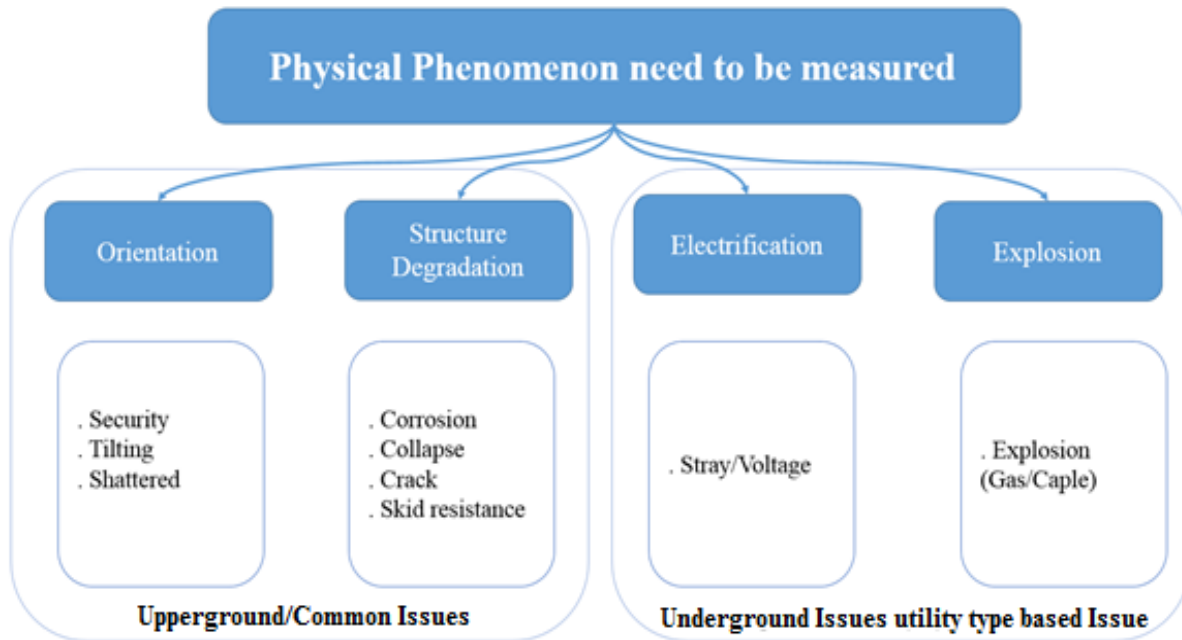 Physical Phenomenon need to be measured
Orientation
Structure
Degradation
Electrification
Explosion
. Security
. Tilting
. Shattered
. Corrosion
. Collapse
. Crack
. Skid resistance
. Stray/Voltage
. Explosion
(Gas/Caple)
Upperground/Common Issues
Underground Issues utility type based Issue